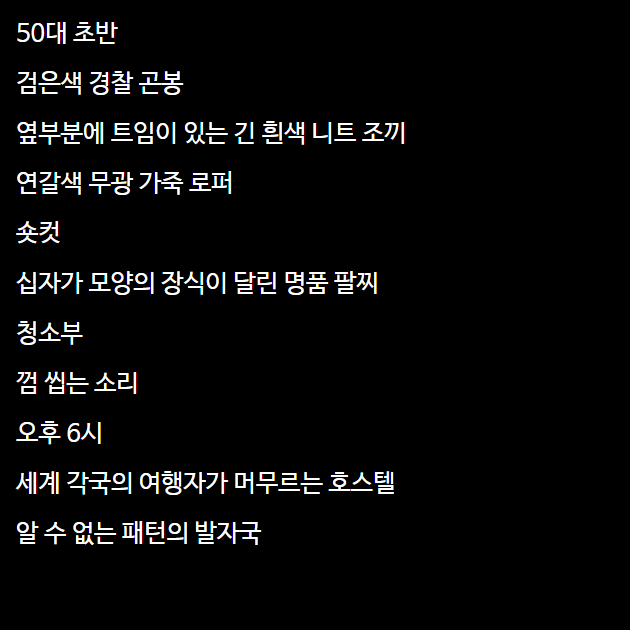 50대 초반
검은색 경찰 곤봉
옆부분에 트임이 있는 긴 흰색 니트 조끼
연갈색 무광 가죽 로퍼
숏컷
십자가 모양의 장식이 달린 명품 팔찌
청소부
껌 씹는 소리
오후 6시
세계 각국의 여행자가 머무르는 호스텔
알 수 없는 패턴의 발자국